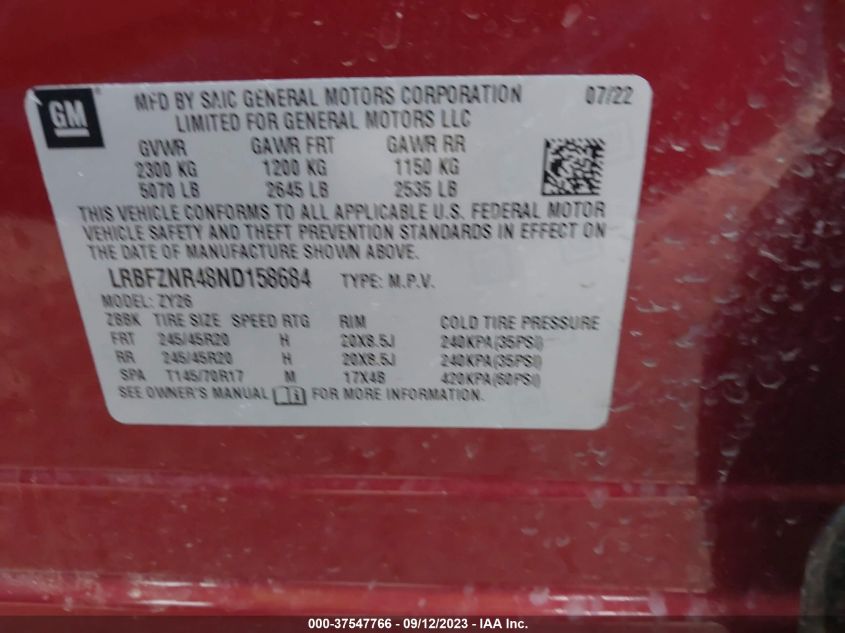 GM
MFD BY SAIC GENERAL MOTORS CORPORATION 07/22
LIMITED FOR GENERAL MOTORS LLC
GVWR GAWR FRT GAWR RR
2300 KG 1200 KG 1150 KG
5070 LB 2645 LB 2535 LB
THIS VEHICLE CONFORMS TO ALL APPLICABLE U.S. FEDERAL MOTOR
VEHICLE SAFETY AND THEFT PREVENTION STANDARDS IN EFFECT ON
THE DATE OF MANUFACTURE SHOWN ABOVE.
LRBFZNR48ND158684 TYPE: M.P.V.
MODEL: ZY26
ZBBK TIRE SIZE SPEED RTG RIM COLD TIRE PRESSURE
FRT 245/45R20 H 20X8.5J 240KPA(35PSI)
RR 245/45R20 H 20X8.5J 240KPA(35PSI)
SPA T145/70R17 M 17X4B 420KPA(60PSI)
SEE OWNER'S MANUAL FOR MORE INFORMATION.
000-37547766 - 09/12/2023 - IAA Inc.